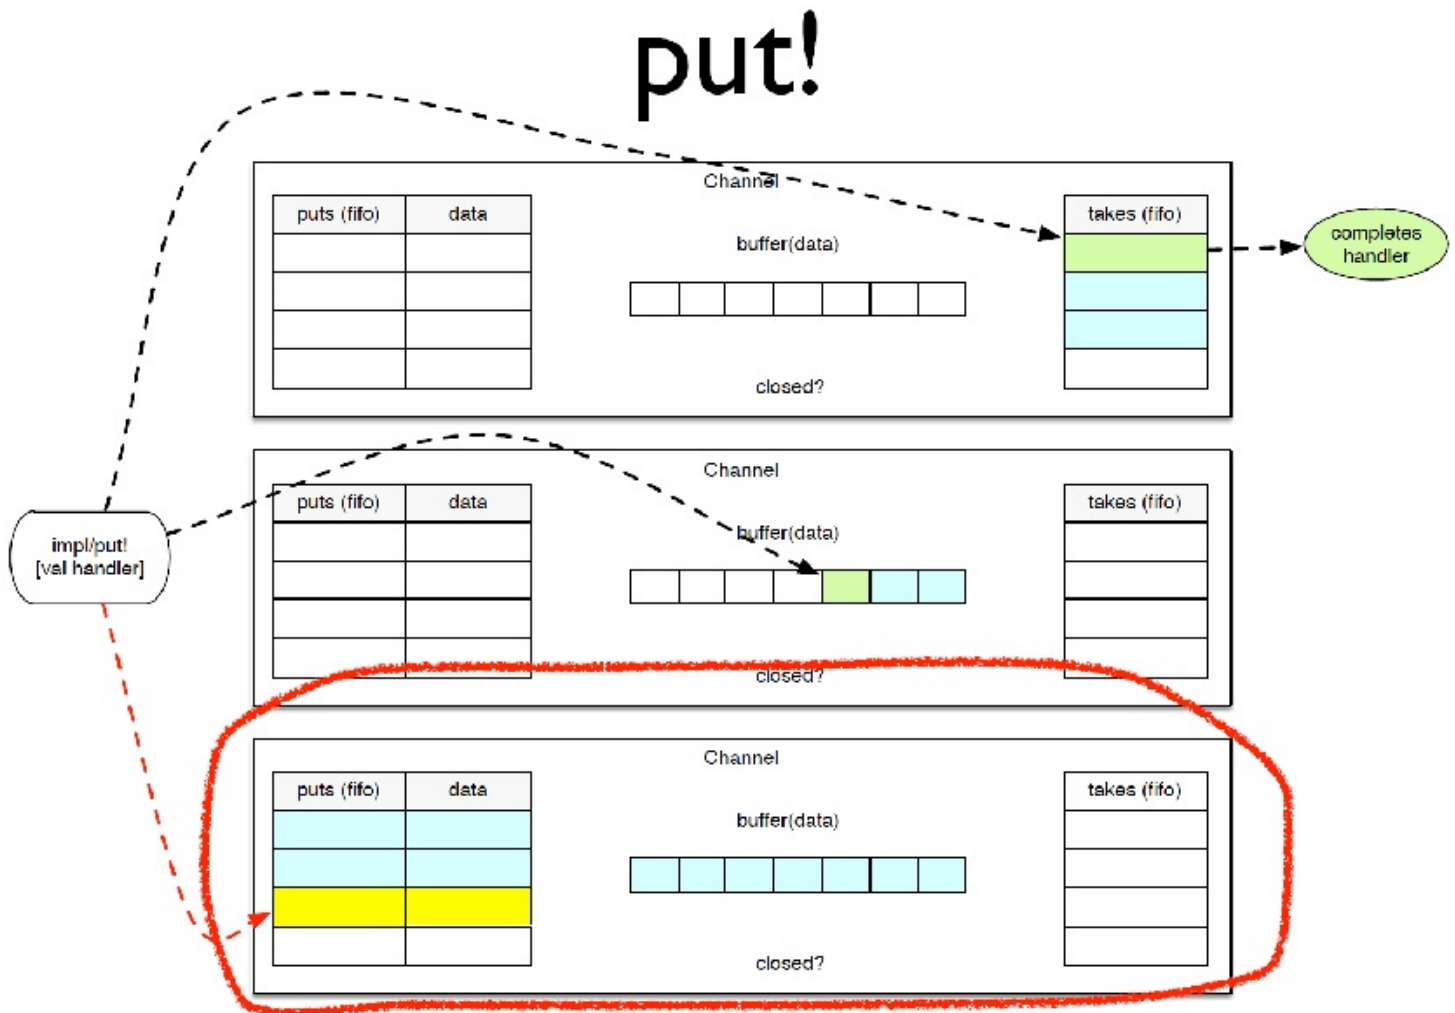 put!
Channel
puts (fifo) data
takes (fifo)
buffer(data)
closed?
completes
handler
Channel
puts (fifo) data
takes (fifo)
buffer(data)
closed?
impl/put!
[val handler]
Channel
puts (fifo) data
takes (fifo)
buffer(data)
closed?